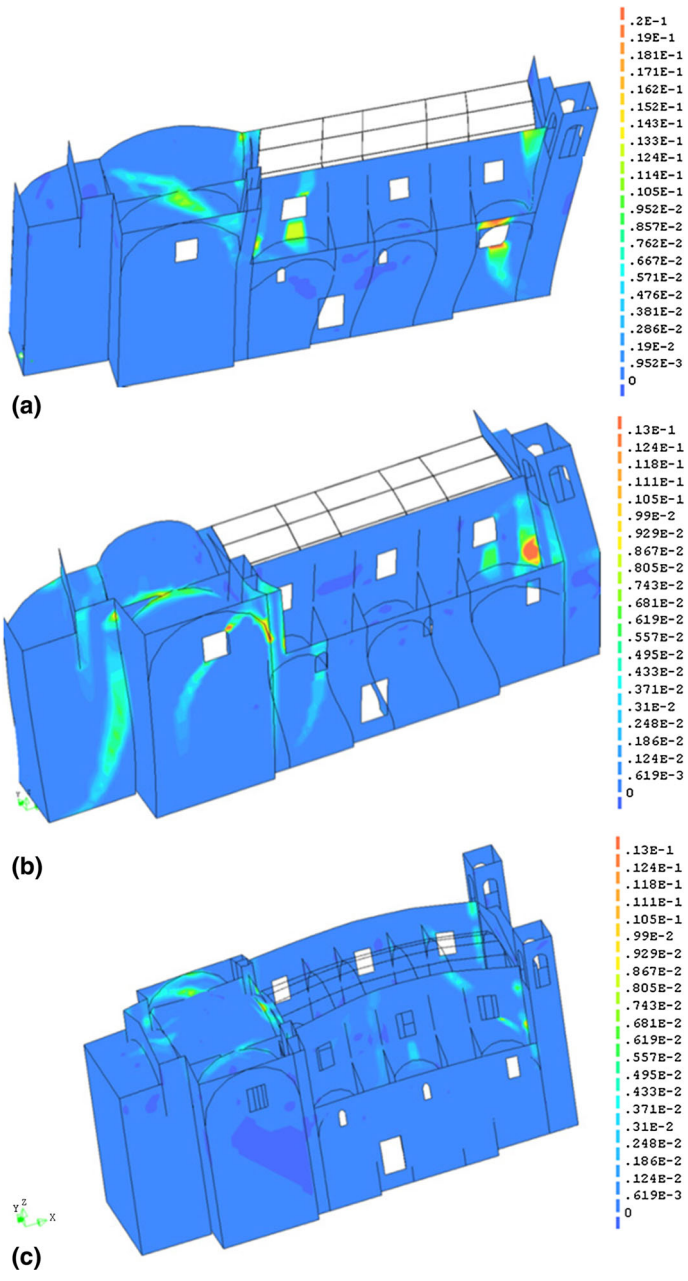 .2E-1
.19E-1
.181E-1
.171E-1
.162E-1
.152E-1
.143E-1
.133E-1
.124E-1
.114E-1
.105E-1
.952E-2
.857E-2
.762E-2
.667E-2
.571E-2
.476E-2
.381E-2
.286E-2
.19E-2
.952E-3
0
(a)
.13E-1
.124E-1
.118E-1
.111E-1
.105E-1
.99E-2
.929E-2
.867E-2
.805E-2
.743E-2
.681E-2
.619E-2
.557E-2
.495E-2
.433E-2
.371E-2
.31E-2
.248E-2
.186E-2
.124E-2
.619E-3
0
(b)
.13E-1
.124E-1
.118E-1
.111E-1
.105E-1
.99E-2
.929E-2
.867E-2
.805E-2
.743E-2
.681E-2
.619E-2
.557E-2
.495E-2
.433E-2
.371E-2
.31E-2
.248E-2
.186E-2
.124E-2
.619E-3
0
Y Z X
(c)